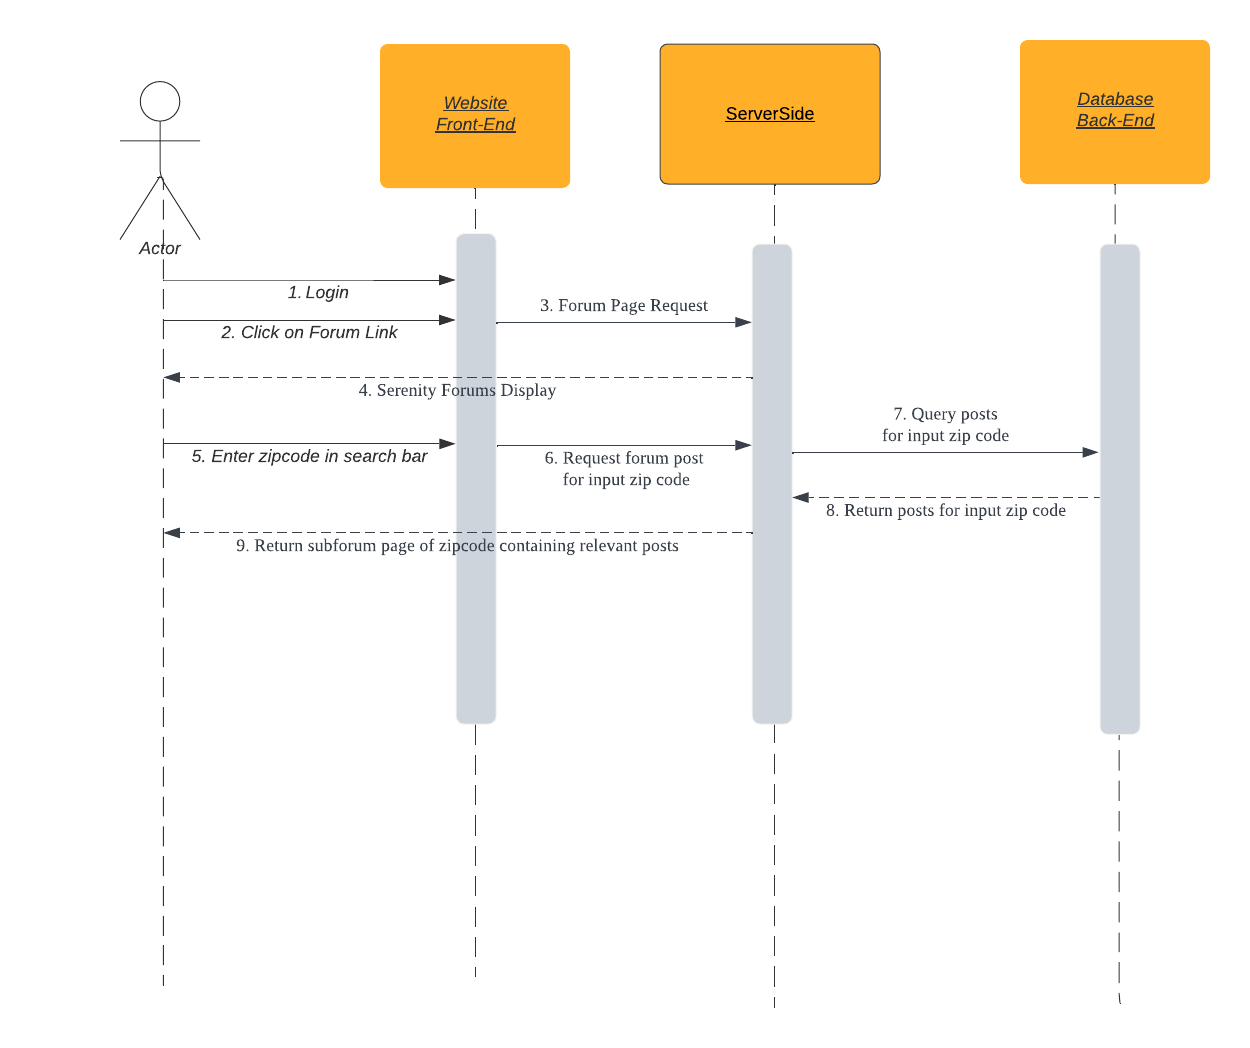 Website
Front-End
ServerSide
Database
Back-End
Actor
1. Login
3. Forum Page Request
2. Click on Forum Link
4. Serenity Forums Display
7. Query posts
for input zip code
5. Enter zipcode in search bar
6. Request forum post
for input zip code
8. Return posts for input zip code
9. Return subforum page of zipcode containing relevant posts